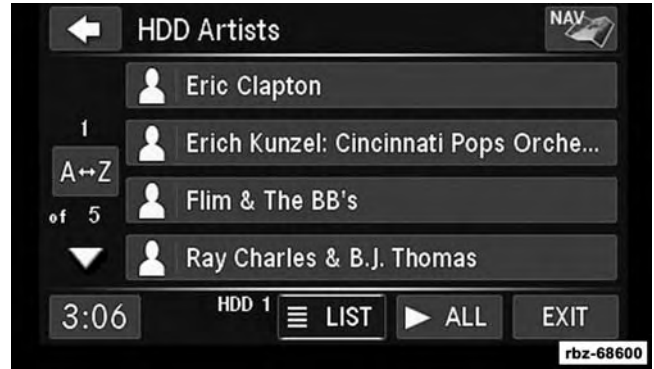 HDD Artists
NAV
Eric Clapton
1
Erich Kunzel: Cincinnati Pops Orche...
A↔Z
of 5
Flim & The BB's
Ray Charles & B.J. Thomas
3:06
HDD 1
LIST
ALL
EXIT
rbz-68600